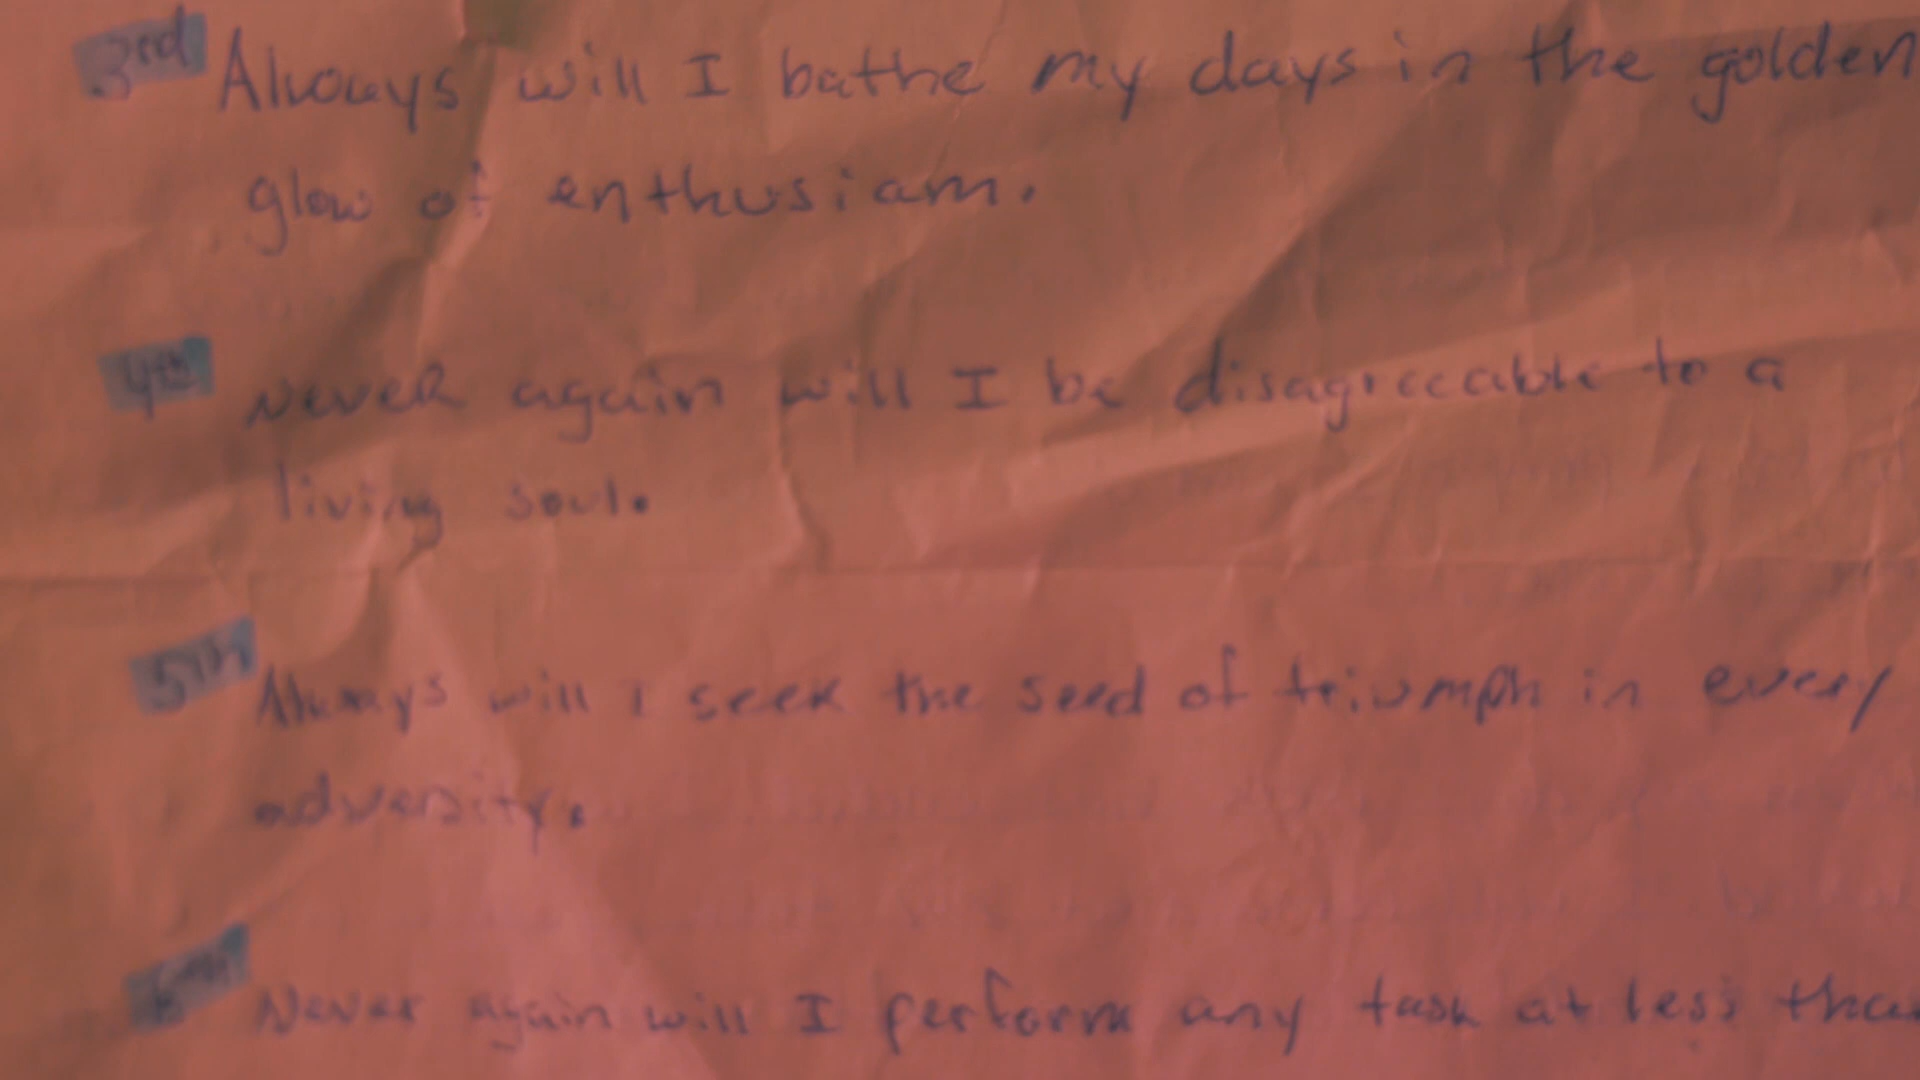 3rd Always will I bathe my days in the golden
glow of enthusiam.
4th Never again will I be disagreeable to a
living soul.
5th Always will I seek the seed of triumph in every
adversity.
6th Never again will I perform any task at less